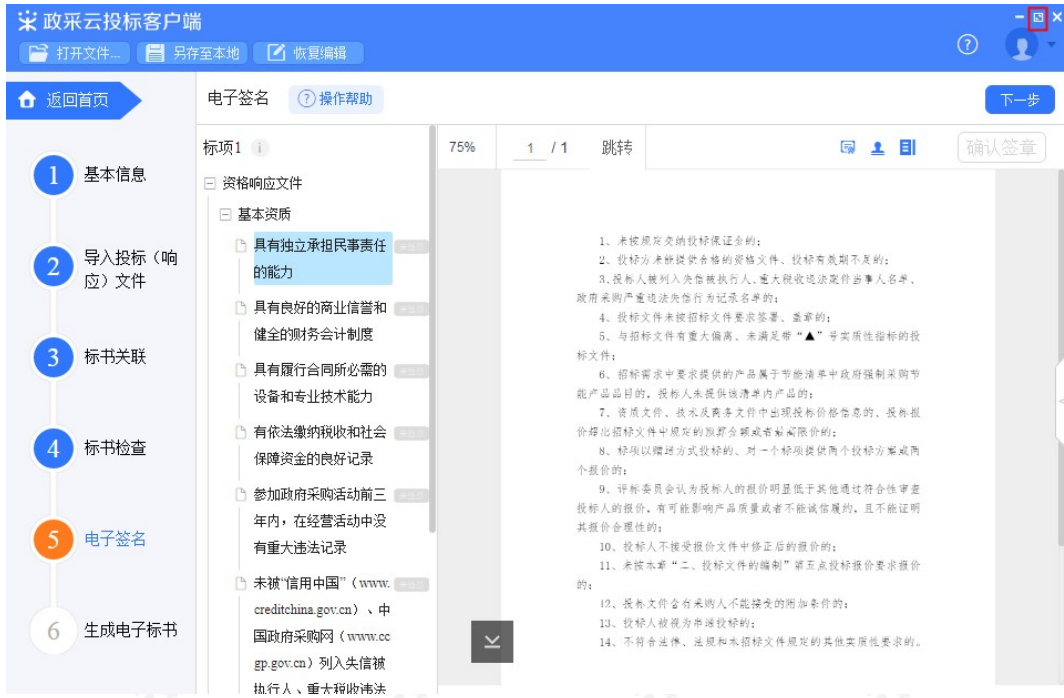 政采云投标客户端
打开文件... 另存至本地 恢复编辑
返回首页
电子签名 操作帮助
下一步
1 基本信息
2 导入投标（响
应）文件
3 标书关联
4 标书检查
5 电子签名
6 生成电子标书
标项1
资格响应文件
基本资质
具有独立承担民事责任
的能力
具有良好的商业信誉和
健全的财务会计制度
具有履行合同所必需的
设备和专业技术能力
有依法缴纳税收和社会
保障资金的良好记录
参加政府采购活动前三
年内，在经营活动中没
有重大违法记录
未被“信用中国”（www.
creditchina.gov.cn）、中
国政府采购网（www.cc
gp.gov.cn）列入失信被
执行人、重大税收违法
75% 1 / 1 跳转 确认签章
1、未按规定交纳投标保证金的；
2、投标方未能提供合格的资格文件、投标有效期不足的；
3、投标人被列入失信被执行人、重大税收违法案件当事人名单、
政府采购严重违法失信行为记录名单的；
4、投标文件未按招标文件要求签署、盖章的；
5、与招标文件有重大偏离、未满足带“▲”号实质性指标的投
标文件；
6、招标需求中要求提供的产品属于节能清单中政府强制采购节
能产品品目的，投标人未提供该清单内产品的；
7、资质文件、技术及商务文件中出现投标价格信息的、投标报
价超出招标文件中规定的预算金额或者最高限价的；
8、标项以赠送方式投标的、对一个标项提供两个投标方案或两
个报价的；
9、评标委员会认为投标人的报价明显低于其他通过符合性审查
投标人的报价，有可能影响产品质量或者不能诚信履约，且不能证明
其报价合理性的；
10、投标人不接受报价文件中修正后的报价的；
11、未按本章“二、投标文件的编制”第五点投标报价要求报价
的；
12、投标文件含有采购人不能接受的附加条件的；
13、投标人被视为串通投标的；
14、不符合法律、法规和本招标文件规定的其他实质性要求的。